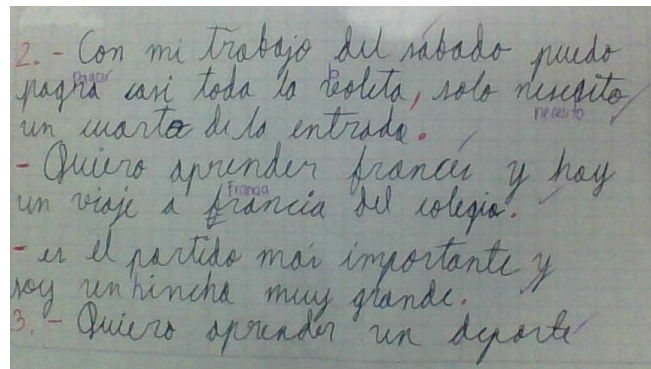 2.- Con mi trabajo del sábado puedo
pagar
pagra casi toda la boleta, solo nesesito
necesito
un cuarto de la entrada.
- Quiero aprender francés y hay
Francia
un viaje a francia del colegio.
- es el partido más importante y
soy un hincha muy grande.
3.- Quiero aprender un deporte